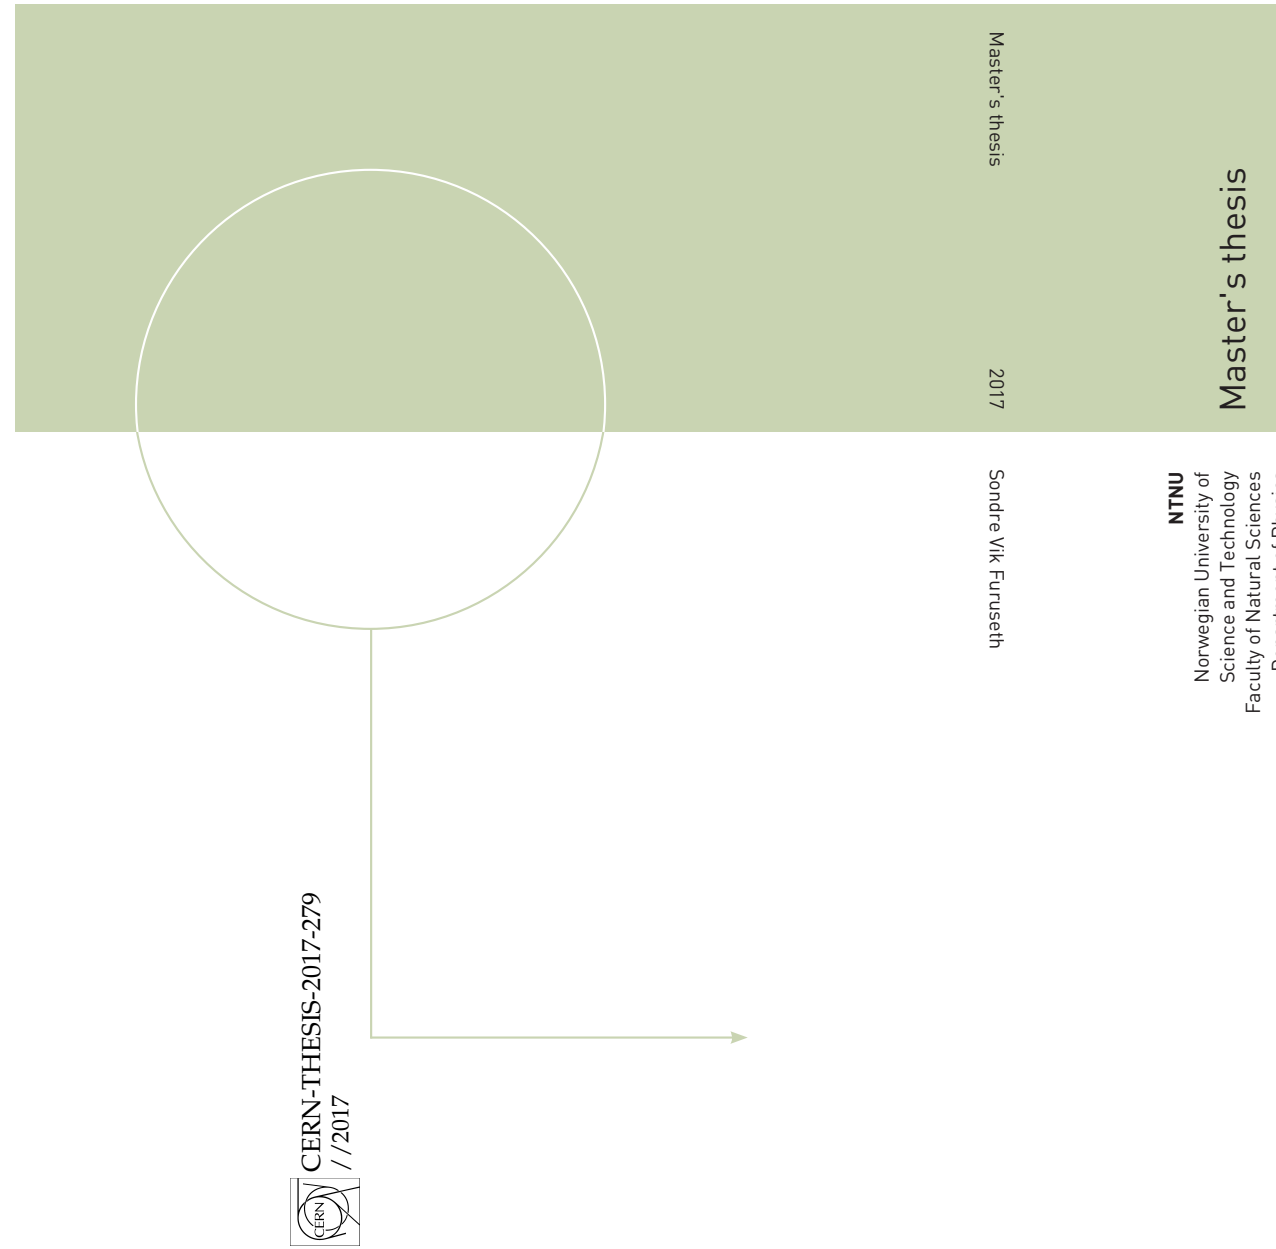 Master's thesis
2017
Sondre Vik Furuseth
Master's thesis
NTNU
Norwegian University of
Science and Technology
Faculty of Natural Sciences
CERN-THESIS-2017-279
//2017
CERN